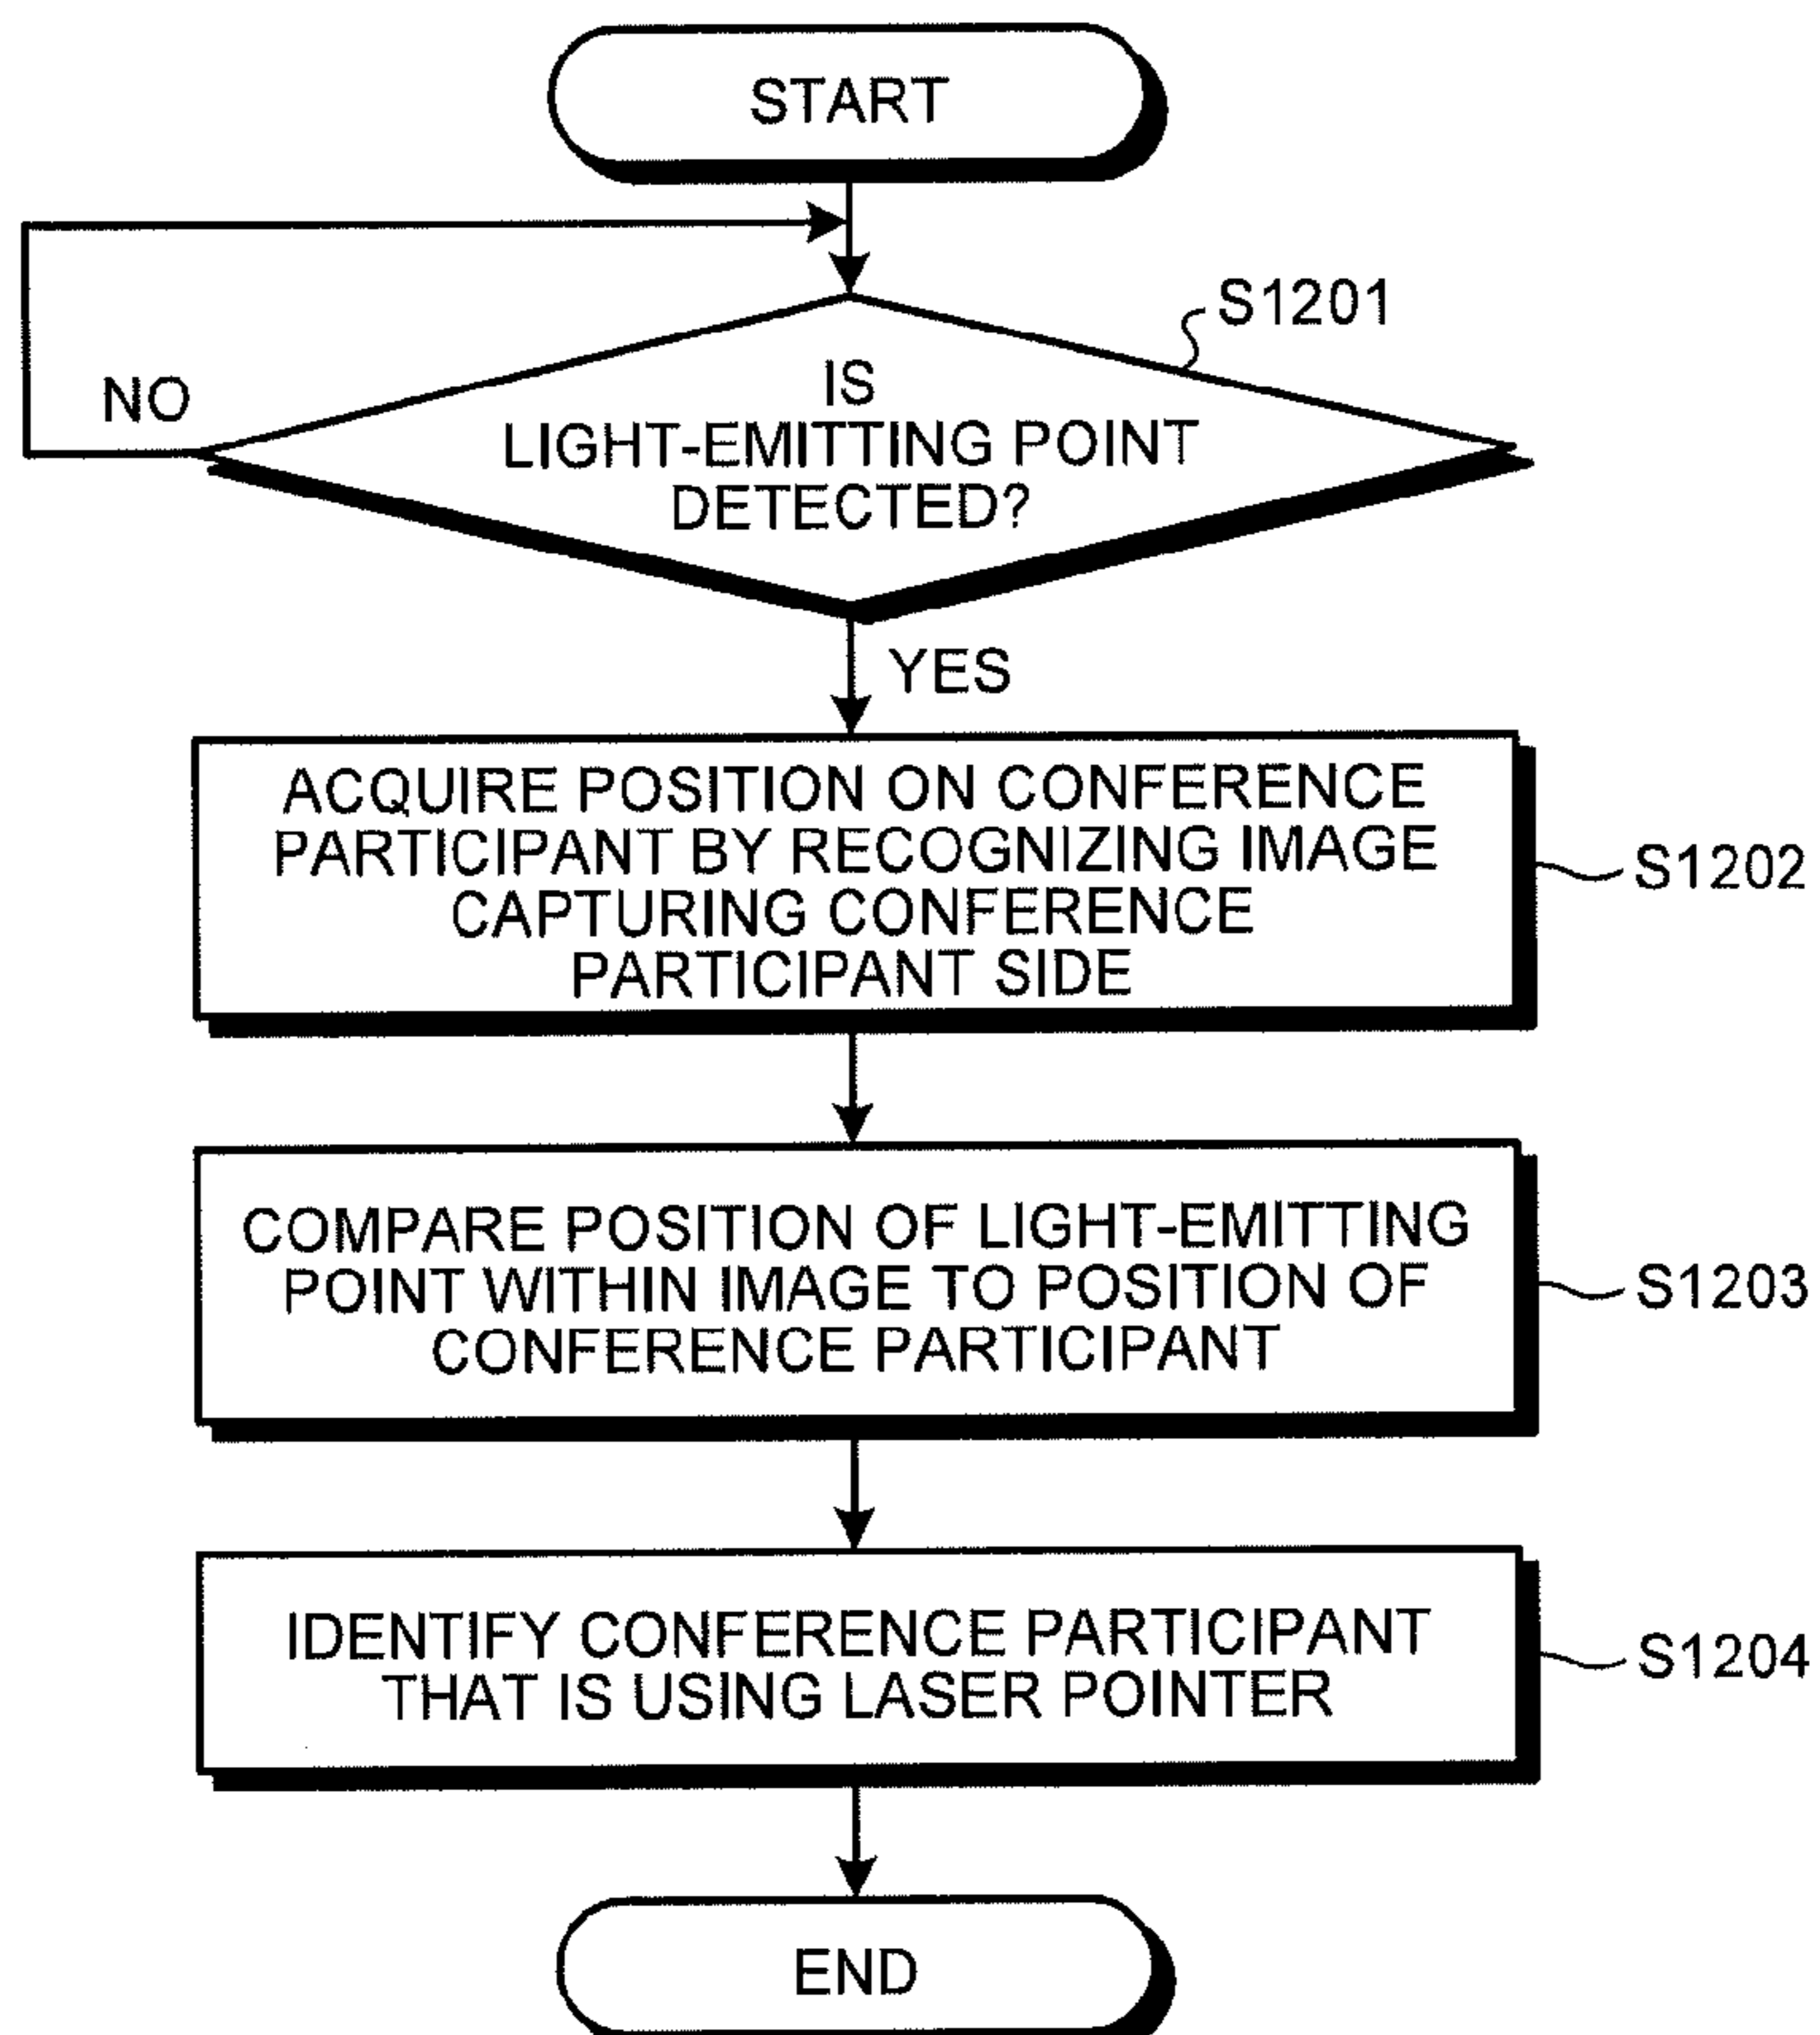 START
S1201
IS
LIGHT-EMITTING POINT
DETECTED?
NO
YES
ACQUIRE POSITION ON CONFERENCE
PARTICIPANT BY RECOGNIZING IMAGE
CAPTURING CONFERENCE
PARTICIPANT SIDE
S1202
COMPARE POSITION OF LIGHT-EMITTING
POINT WITHIN IMAGE TO POSITION OF
CONFERENCE PARTICIPANT
S1203
IDENTIFY CONFERENCE PARTICIPANT
THAT IS USING LASER POINTER
S1204
END